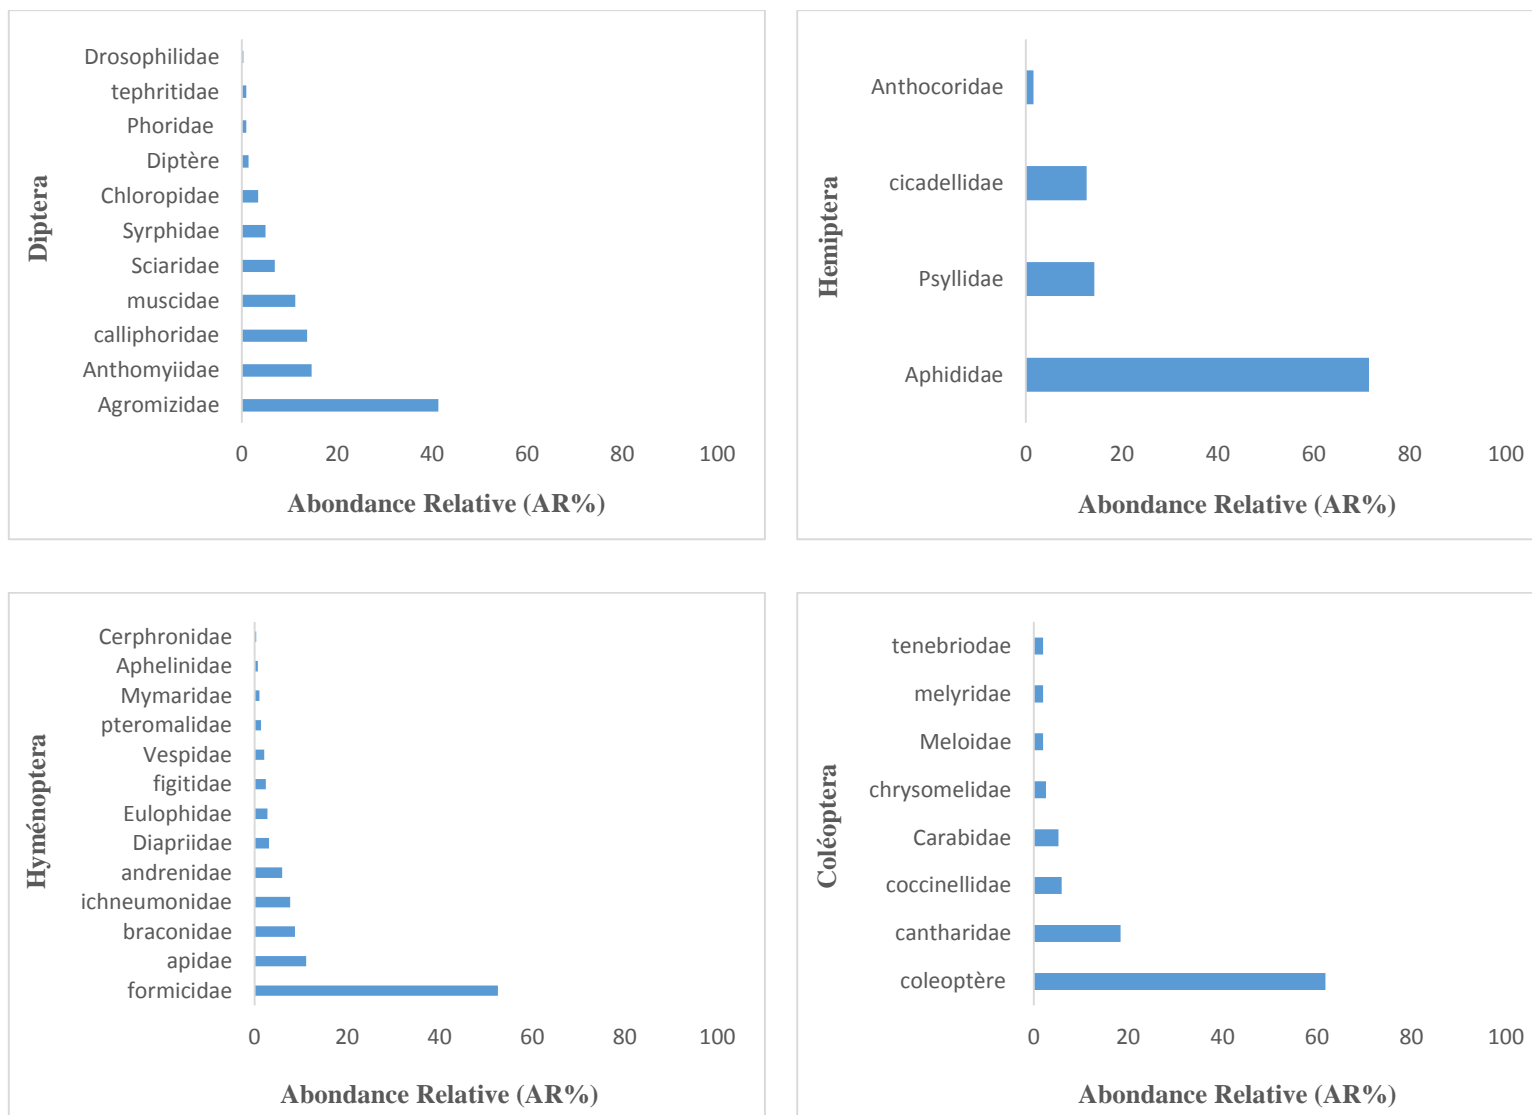 Diptera
Drosophilidae
tephritidae
Phoridae
Diptère
Chloropidae
Syrphidae
Sciaridae
muscidae
calliphoridae
Anthomyiidae
Agromizidae
0 20 40 60 80 100
Abondance Relative (AR%)
Hemiptera
Anthocoridae
cicadellidae
Psyllidae
Aphididae
0 20 40 60 80 100
Abondance Relative (AR%)
Hyménoptera
Cerphronidae
Aphelinidae
Mymaridae
pteromalidae
Vespidae
figitidae
Eulophidae
Diapriidae
andrenidae
ichneumonidae
braconidae
apidae
formicidae
0 20 40 60 80 100
Abondance Relative (AR%)
Coléoptera
tenebriodae
melyridae
Meloidae
chrysomelidae
Carabidae
coccinellidae
cantharidae
coleoptère
0 20 40 60 80 100
Abondance Relative (AR%)